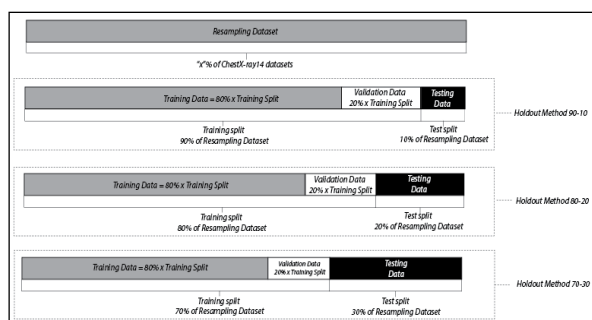 Resampling Dataset
"x"% of ChestX-ray14 datasets
Training Data = 80% x Training Split
Validation Data
20% x Training Split
Testing
Data
Training split
90% of Resampling Dataset
Test split
10% of Resampling Dataset
Holdout Method 90-10
Training Data = 80% x Training Split
Validation Data
20% x Training Split
Testing
Data
Training split
80% of Resampling Dataset
Test split
20% of Resampling Dataset
Holdout Method 80-20
Training Data = 80% x Training Split
Validation Data
20% x Training Split
Testing
Data
Training split
70% of Resampling Dataset
Test split
30% of Resampling Dataset
Holdout Method 70-30